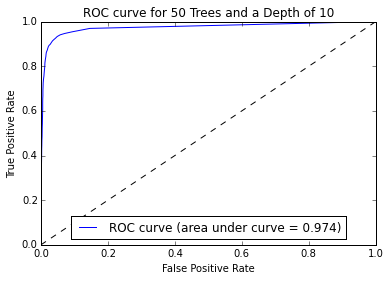 ROC curve for 50 Trees and a Depth of 10
True Positive Rate
1.0
0.8
0.6
0.4
0.2
0.0
ROC curve (area under curve = 0.974)
0.0 0.2 0.4 0.6 0.8 1.0
False Positive Rate